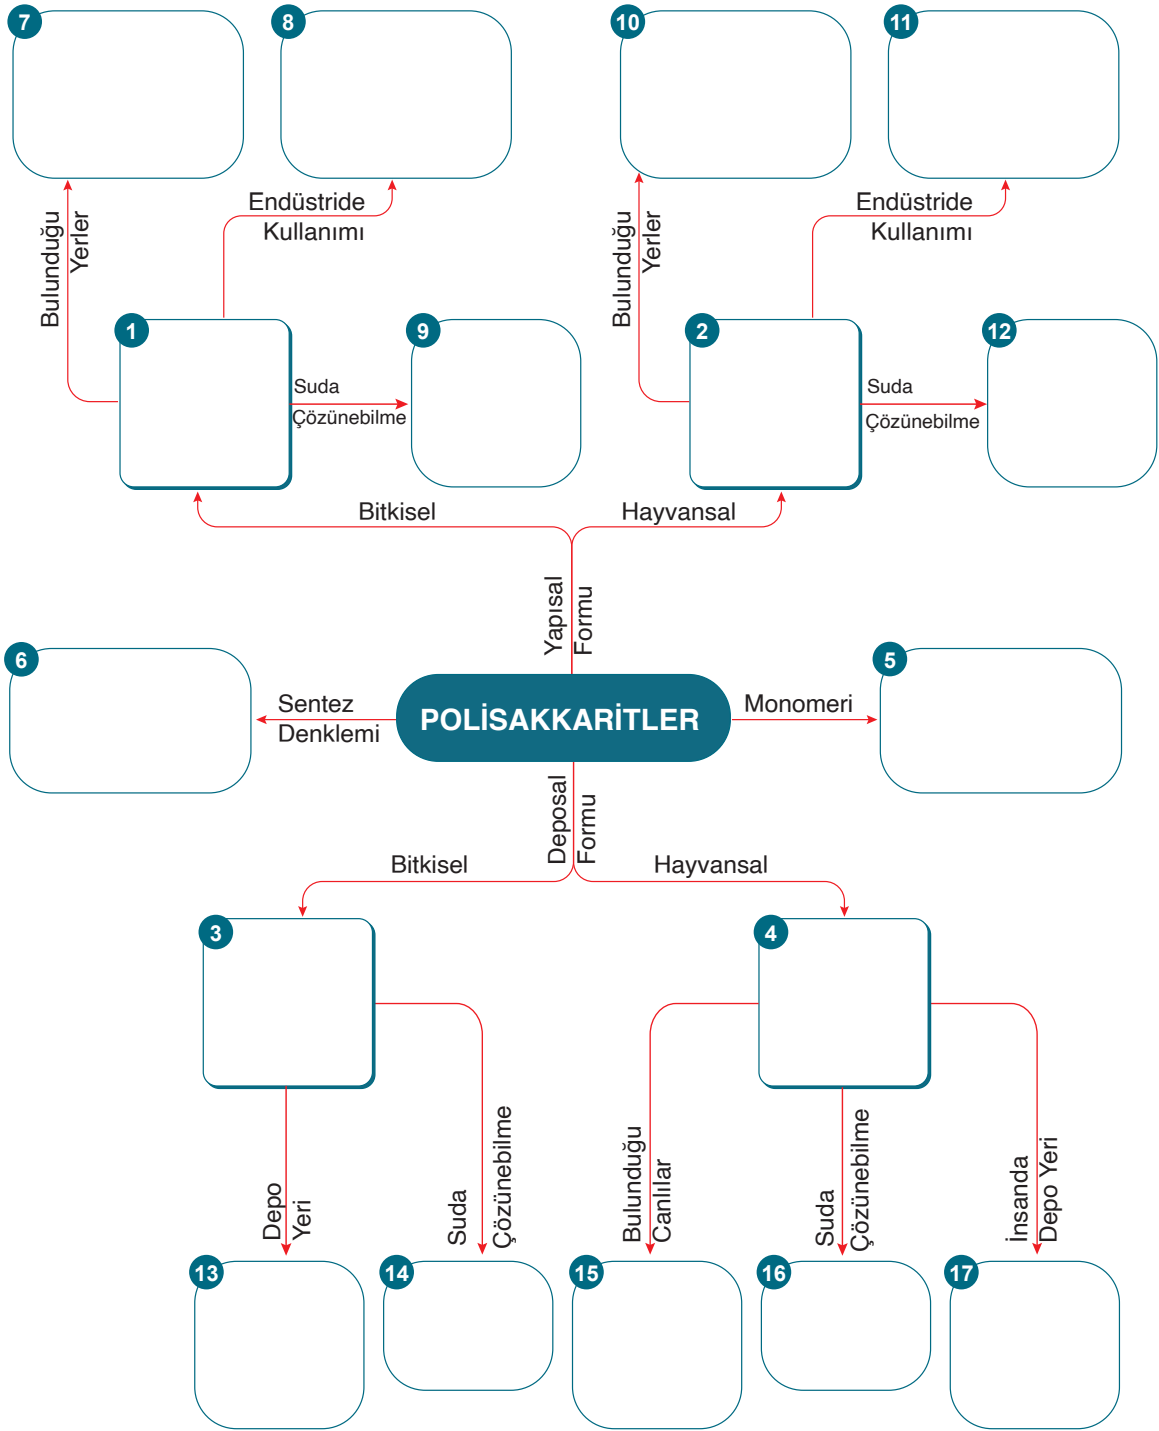 7
8
10
11
Bulunduğu
Yerler
Endüstride
Kullanımı
Bulunduğu
Yerler
Endüstride
Kullanımı
1
9
2
12
Suda
Çözünebilme
Suda
Çözünebilme
Bitkisel
Hayvansal
Yapısal
Formu
6
5
Sentez
Denklemi
POLİSAKKARİTLER
Monomeri
Deposal
Formu
Bitkisel
Hayvansal
3
4
Depo
Yeri
Suda
Çözünebilme
Bulunduğu
Canlılar
Suda
Çözünebilme
İnsanda
Depo Yeri
13
14
15
16
17